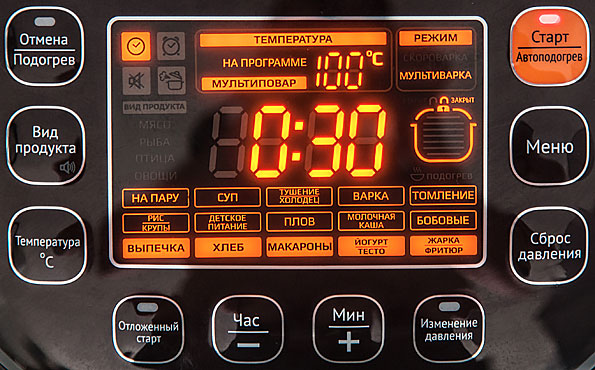 Отмена
Подогрев
Вид
продукта
Температура
°C
ТЕМПЕРАТУРА
НА ПРОГРАММЕ
МУЛЬТИПОВАР
100°C
РЕЖИМ
СКОРОВАРКА
МУЛЬТИВАРКА
ВИД ПРОДУКТА
МЯСО
РЫБА
ПТИЦА
ОВОЩИ
0:30
ЗАКРЫТ
ПОДОГРЕВ
НА ПАРУ
СУП
ТУШЕНИЕ
ХОЛОДЕЦ
ВАРКА
ТОМЛЕНИЕ
РИС
КРУПЫ
ДЕТСКОЕ
ПИТАНИЕ
ПЛОВ
МОЛОЧНАЯ
КАША
БОБОВЫЕ
ВЫПЕЧКА
ХЛЕБ
МАКАРОНЫ
ЙОГУРТ
ТЕСТО
ЖАРКА
ФРИТЮР
Старт
Автоподогрев
Меню
Сброс
давления
Отложенный
старт
Час
–
Мин
+
Изменение
давления